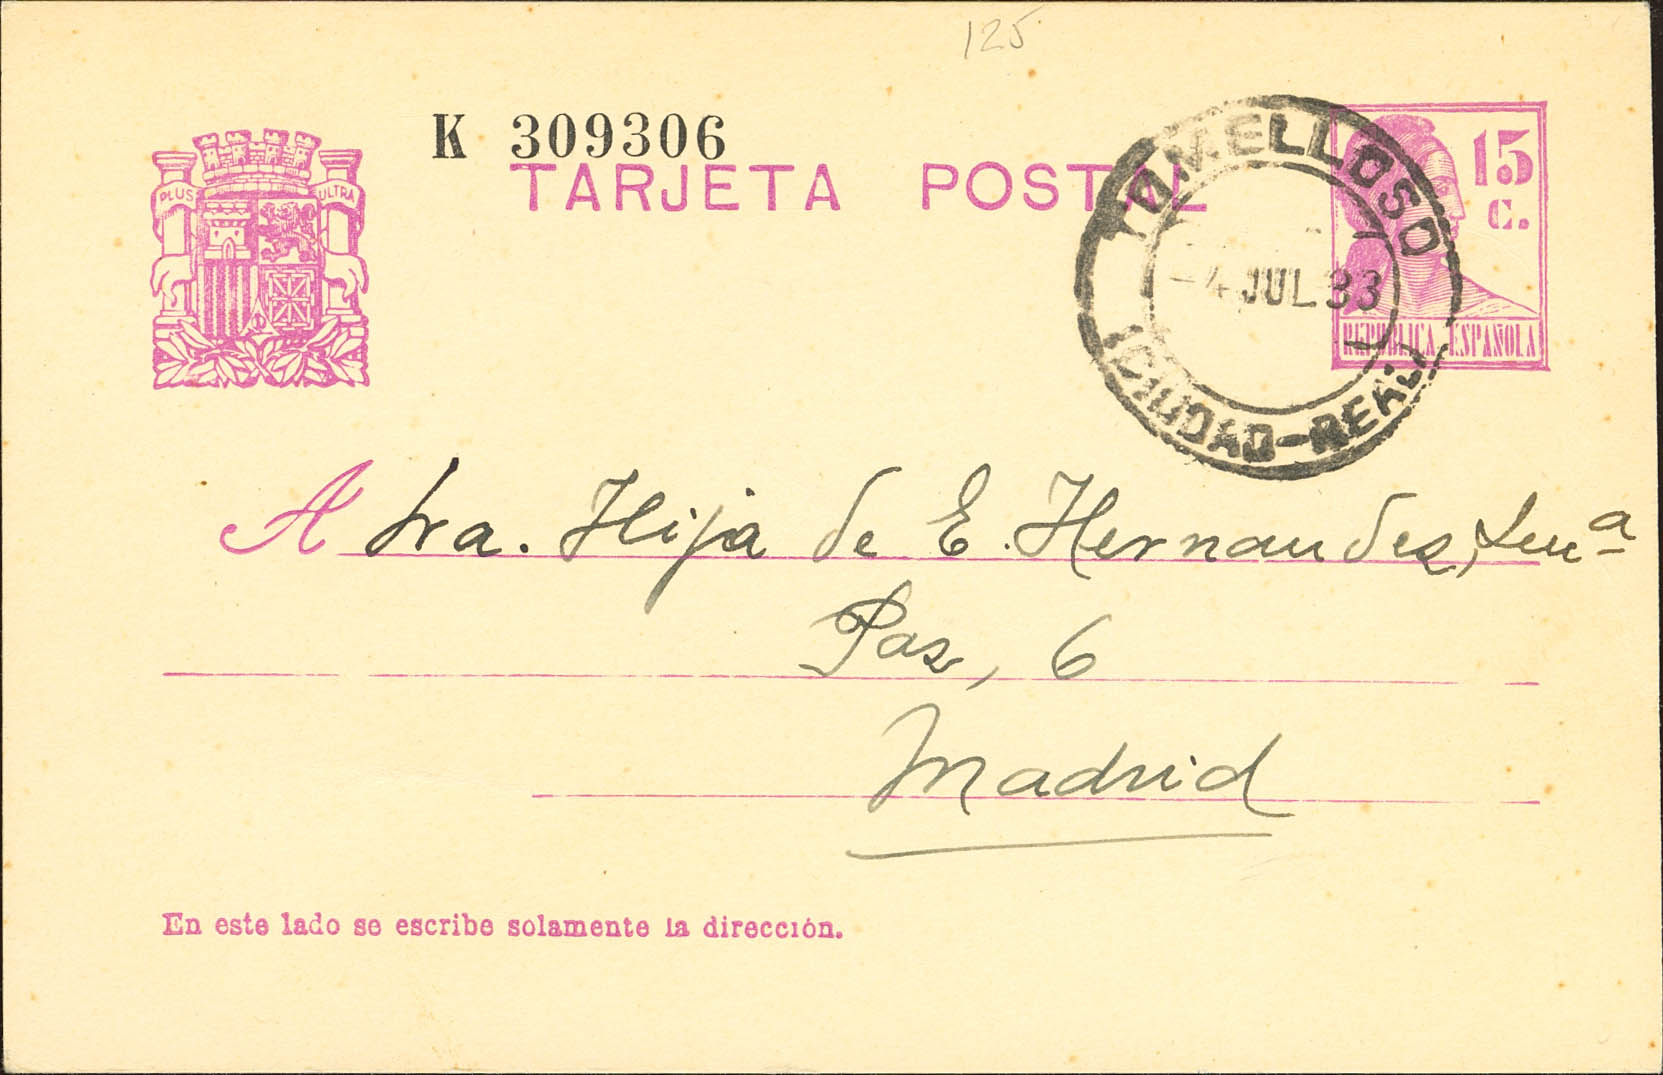 125
K 309306
TARJETA POSTAL
PLUS ULTRA
TOMELLOSO
-4 JUL 33
(CIUDAD-REAL)
15
C.
REPUBLICA ESPAÑOLA
A Sra. Hija de E. Hernandez,
Paz, 6
Madrid
En este lado se escribe solamente la dirección.